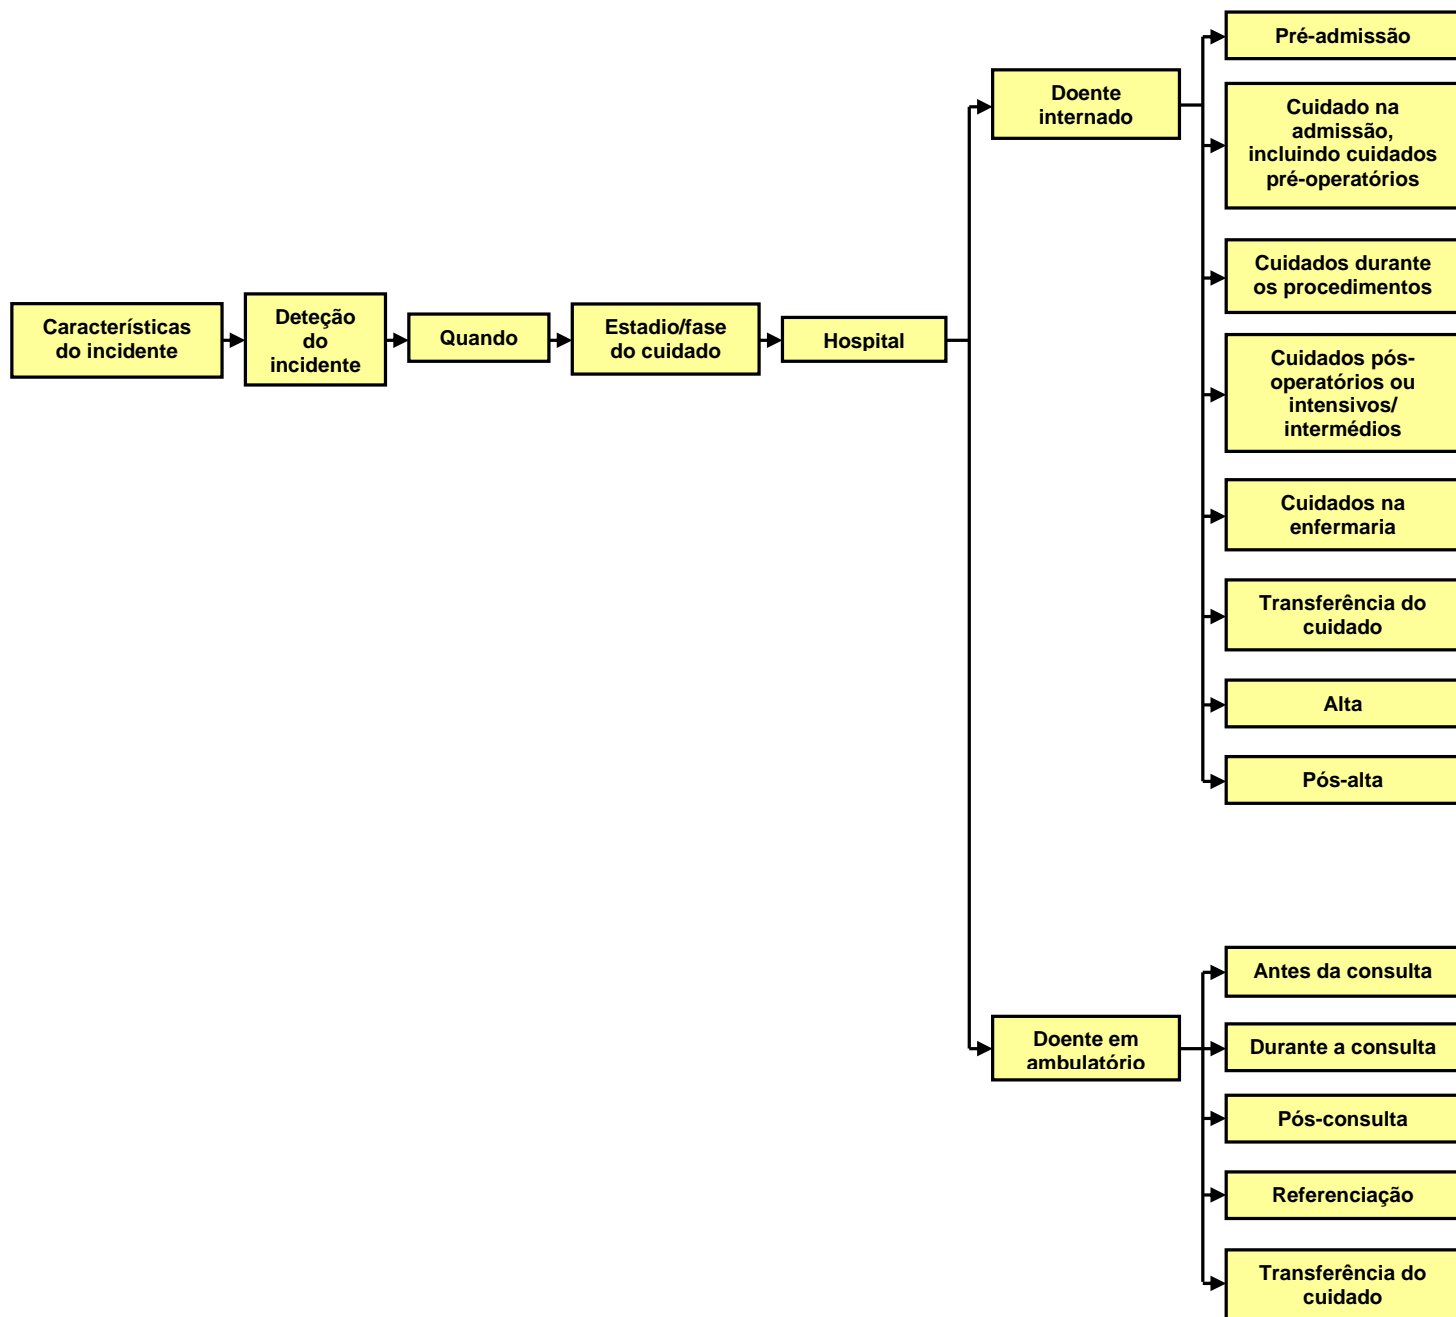 Características
do incidente
Deteção
do
incidente
Quando
Estadio/fase
do cuidado
Hospital
Doente
internado
Pré-admissão
Cuidado na
admissão,
incluindo cuidados
pré-operatórios
Cuidados durante
os procedimentos
Cuidados pós-
operatórios ou
intensivos/
intermédios
Cuidados na
enfermaria
Transferência do
cuidado
Alta
Pós-alta
Doente em
ambulatório
Antes da consulta
Durante a consulta
Pós-consulta
Referenciação
Transferência do
cuidado